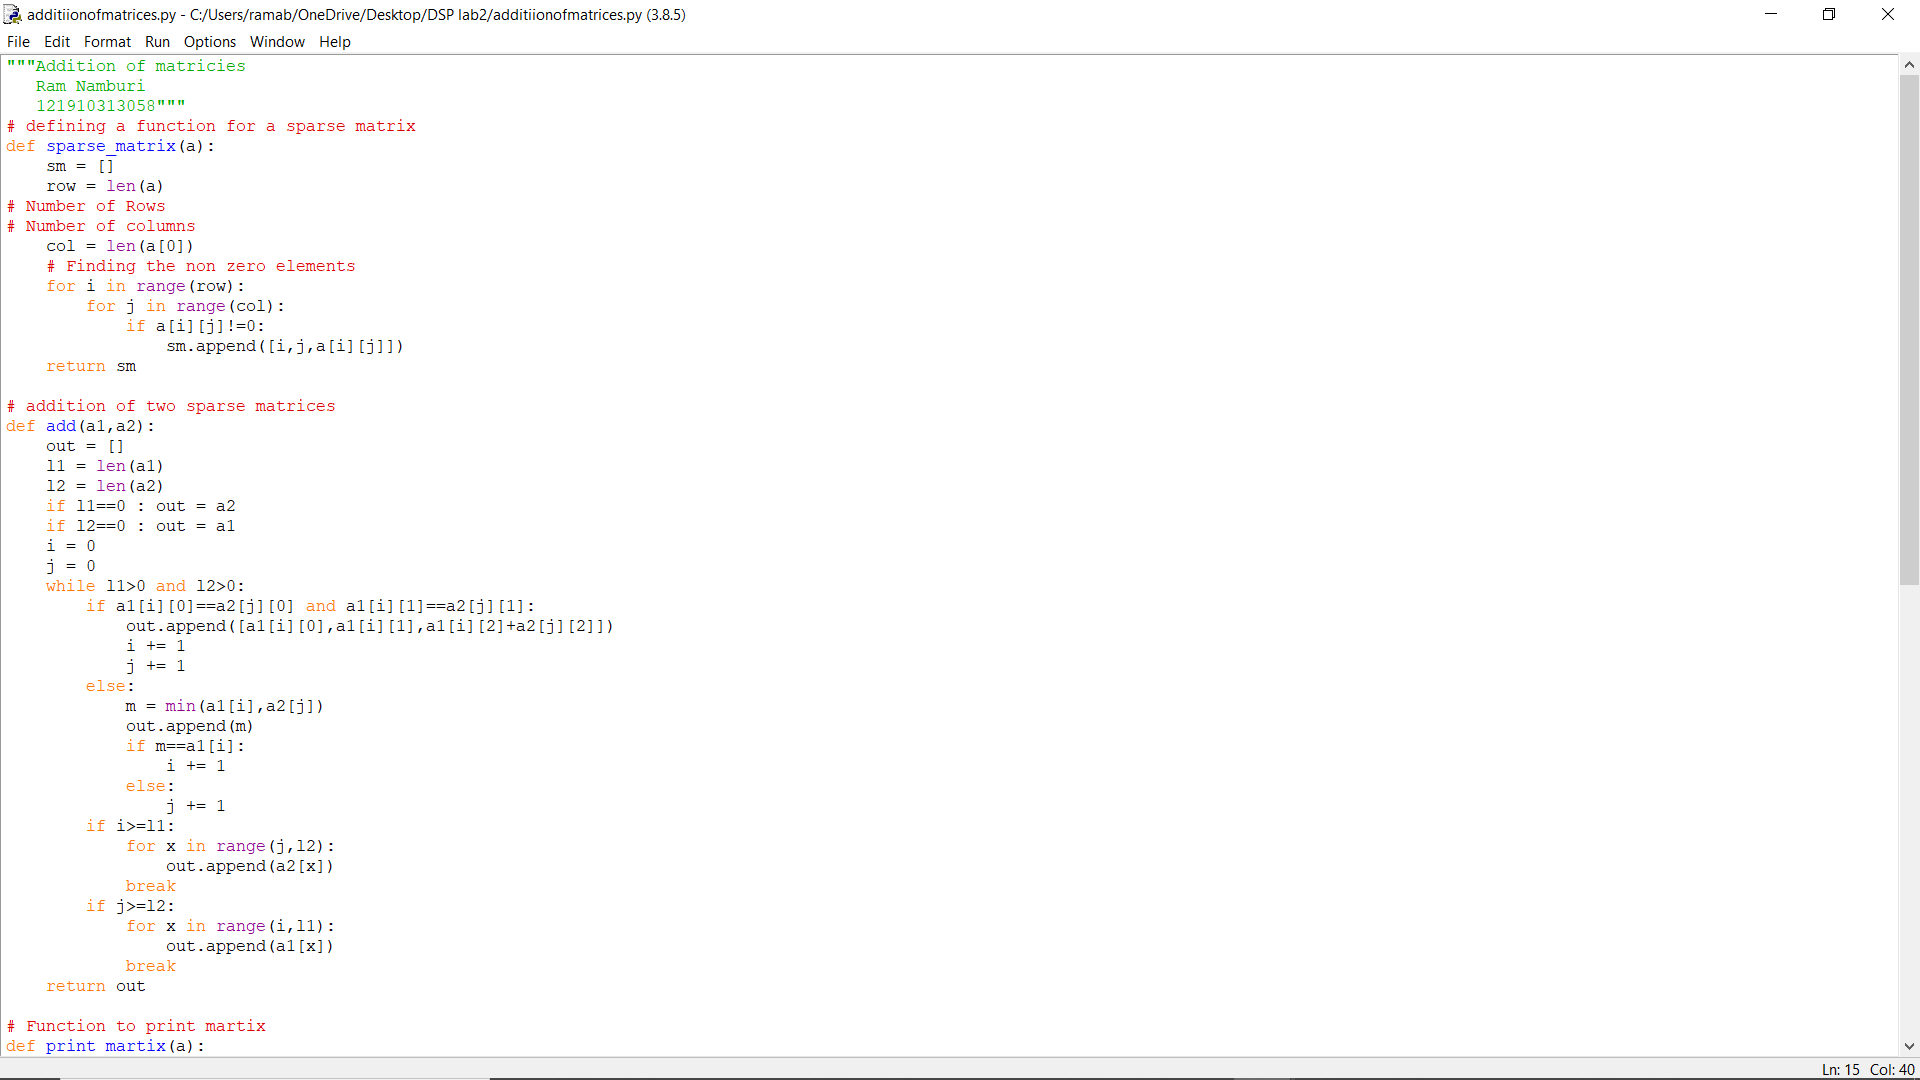 additiionofmatrices.py - C:/Users/ramab/OneDrive/Desktop/DSP lab2/additiionofmatrices.py (3.8.5)
File Edit Format Run Options Window Help
"""Addition of matricies
   Ram Namburi
   121910313058"""
# defining a function for a sparse matrix
def sparse_matrix(a):
    sm = []
    row = len(a)
# Number of Rows
# Number of columns
    col = len(a[0])
    # Finding the non zero elements
    for i in range(row):
        for j in range(col):
            if a[i][j]!=0:
                sm.append([i,j,a[i][j]])
    return sm

# addition of two sparse matrices
def add(a1,a2):
    out = []
    l1 = len(a1)
    l2 = len(a2)
    if l1==0 : out = a2
    if l2==0 : out = a1
    i = 0
    j = 0
    while l1>0 and l2>0:
        if a1[i][0]==a2[j][0] and a1[i][1]==a2[j][1]:
            out.append([a1[i][0],a1[i][1],a1[i][2]+a2[j][2]])
            i += 1
            j += 1
        else:
            m = min(a1[i],a2[j])
            out.append(m)
            if m==a1[i]:
                i += 1
            else:
                j += 1
        if i>=l1:
            for x in range(j,l2):
                out.append(a2[x])
            break
        if j>=l2:
            for x in range(i,l1):
                out.append(a1[x])
            break
    return out

# Function to print martix
def print_martix(a):
Ln: 15 Col: 40